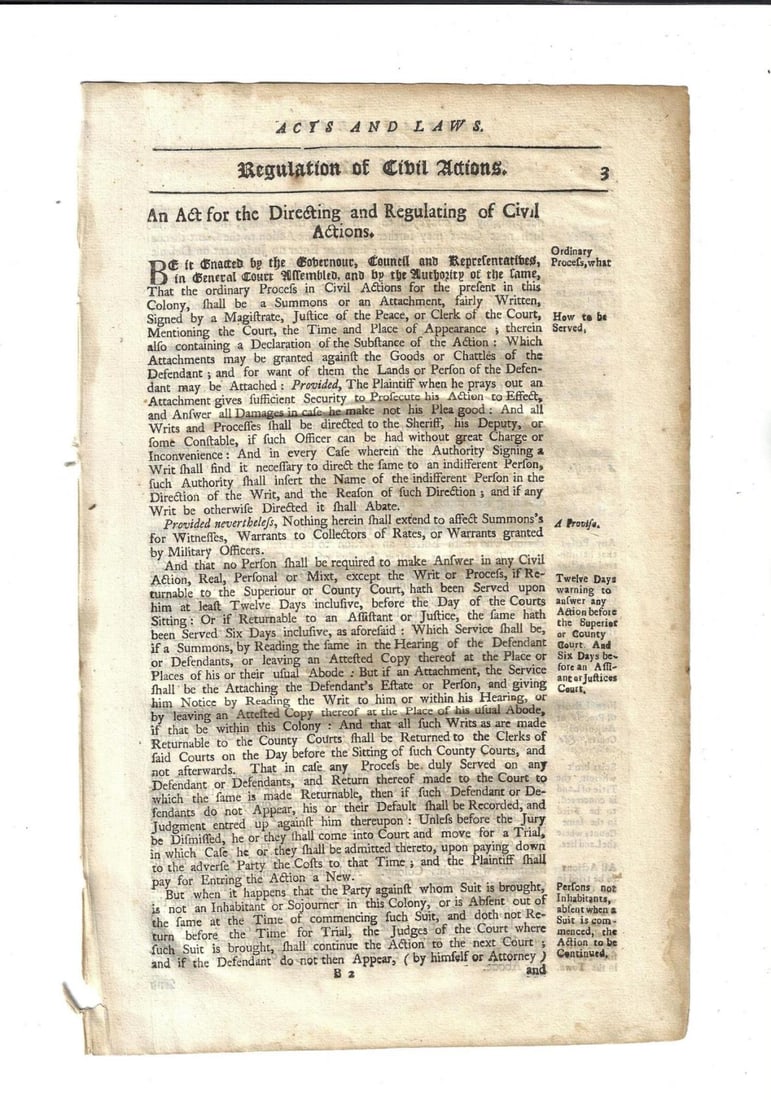 ACTS AND LAWS.
Regulation of Civil Actions. 3
An Act for the Directing and Regulating of Civil
Actions.
BE it Enacted by the Governour, Council and Representatives,
in General Court Assembled, and by the Authority of the same,
That the ordinary Proceſs in Civil Actions for the preſent in this
Colony, ſhall be a Summons or an Attachment, fairly Written,
Signed by a Magiſtrate, Juſtice of the Peace, or Clerk of the Court,
Mentioning the Court, the Time and Place of Appearance ; therein
alſo containing a Declaration of the Subſtance of the Action : Which
Attachments may be granted againſt the Goods or Chattles of the
Defendant ; and for want of them the Lands or Perſon of the Defen-
dant may be Attached : Provided, The Plaintiff when he prays out an
Attachment gives ſufficient Security to Proſecute his Action to Effect,
and Anſwer all Damages in caſe he make not his Plea good : And all
Writs and Proceſſes ſhall be directed to the Sheriff, his Deputy, or
ſome Conſtable, if ſuch Officer can be had without great Charge or
Inconvenience : And in every Caſe wherein the Authority Signing a
Writ ſhall find it neceſſary to direct the ſame to an indifferent Perſon,
ſuch Authority ſhall inſert the Name of the indifferent Perſon in the
Direction of the Writ, and the Reaſon of ſuch Direction ; and if any
Writ be otherwiſe Directed it ſhall Abate.
Provided nevertheleſs, Nothing herein ſhall extend to affect Summons's
for Witneſſes, Warrants to Collectors of Rates, or Warrants granted
by Military Officers.
And that no Perſon ſhall be required to make Anſwer in any Civil
Action, Real, Perſonal or Mixt, except the Writ or Proceſs, if Re-
turnable to the Superiour or County Court, hath been Served upon
him at leaſt Twelve Days incluſive, before the Day of the Courts
Sitting : Or if Returnable to an Aſſiſtant or Juſtice, the ſame hath
been Served Six Days incluſive, as aforeſaid : Which Service ſhall be,
if a Summons, by Reading the ſame in the Hearing of the Defendant
or Defendants, or leaving an Atteſted Copy thereof at the Place or
Places of his or their uſual Abode : But if an Attachment, the Service
ſhall be the Attaching the Defendant's Eſtate or Perſon, and giving
him Notice by Reading the Writ to him or within his Hearing, or
by leaving an Atteſted Copy thereof at the Place of his uſual Abode,
if that be within this Colony : And that all ſuch Writs as are made
Returnable to the County Courts ſhall be Returned to the Clerks of
ſaid Courts on the Day before the Sitting of ſuch County Courts, and
not afterwards. That in caſe any Proceſs be duly Served on any
Defendant or Defendants, and Return thereof made to the Court to
which the ſame is made Returnable, then if ſuch Defendant or De-
fendants do not Appear, his or their Default ſhall be Recorded, and
Judgment entred up againſt him thereupon : Unleſs before the Jury
be Diſmiſſed, he or they ſhall come into Court and move for a Trial,
in which Caſe he or they ſhall be admitted thereto, upon paying down
to the adverſe Party the Coſts to that Time ; and the Plaintiff ſhall
pay for Entring the Action a New.
But when it happens that the Party againſt whom Suit is brought,
is not an Inhabitant or Sojourner in this Colony, or is Abſent out of
the ſame at the Time of commencing ſuch Suit, and doth not Re-
turn before the Time for Trial, the Judges of the Court where
ſuch Suit is brought, ſhall continue the Action to the next Court ;
and if the Defendant do not then Appear, ( by himſelf or Attorney )
B 2 and
Ordinary
Proceſs, what
How to be
Served,
A Proviſo.
Twelve Days
warning to
anſwer any
Action before
the Superior
or County
Court. And
Six Days be-
fore an Aſſi-
ant or Juſtices
Court.
Perſons not
Inhabitants,
abſent when a
Suit is com-
menced, the
Action to be
Continued.